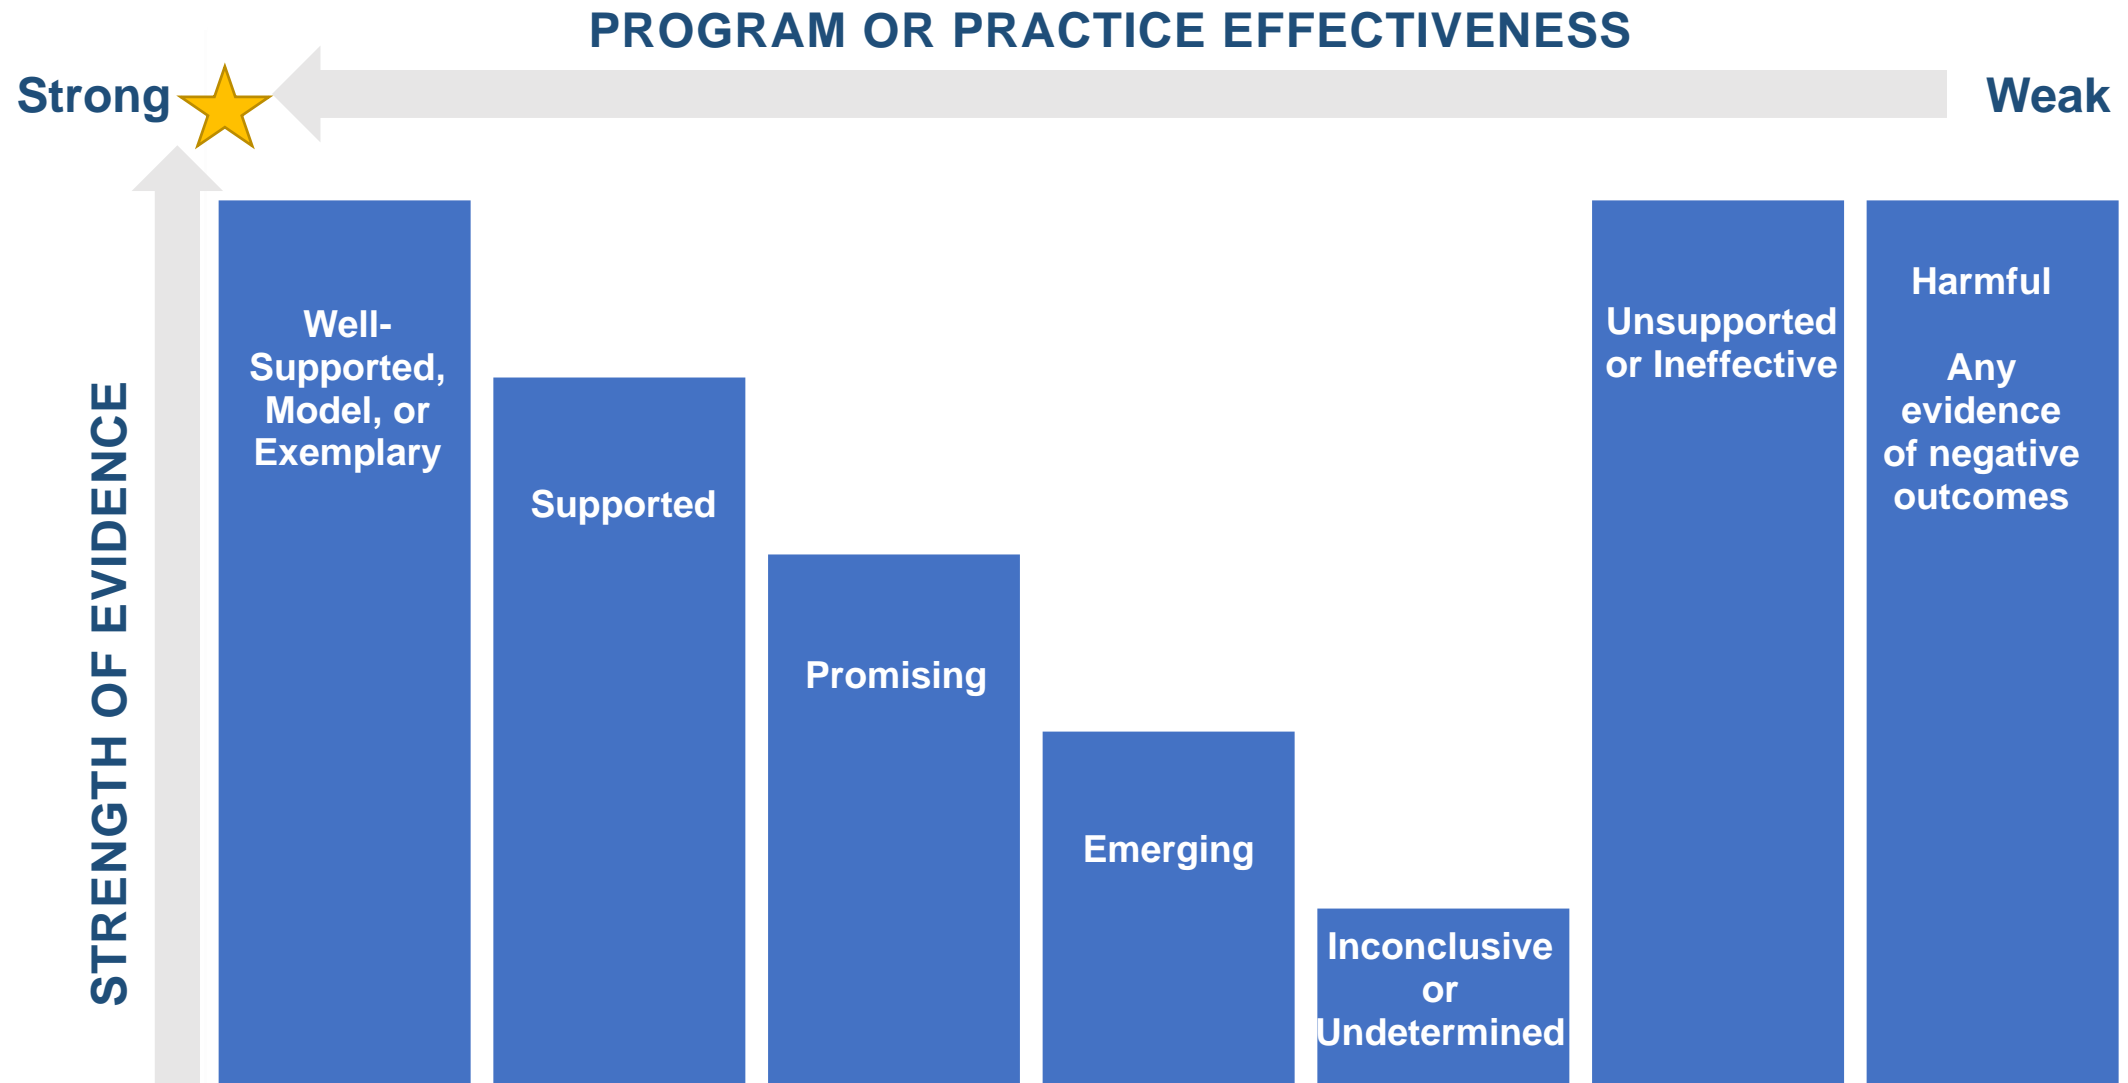 PROGRAM OR PRACTICE EFFECTIVENESS
Strong
Weak
STRENGTH OF EVIDENCE
Well-
Supported,
Model, or
Exemplary
Supported
Promising
Emerging
Inconclusive
or
Undetermined
Unsupported
or Ineffective
Harmful
Any
evidence
of negative
outcomes